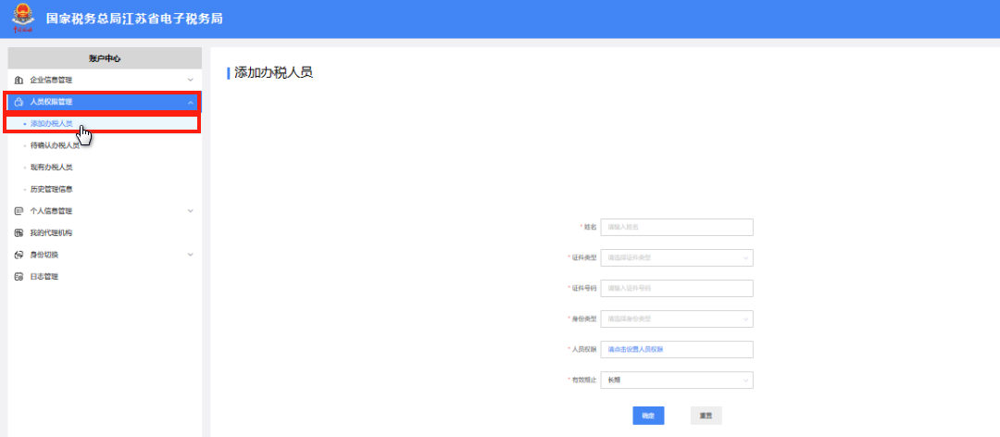 国家税务总局江苏省电子税务局
账户中心
企业信息管理
人员权限管理
添加办税人员
待确认办税人员
现有办税人员
历史管理信息
个人信息管理
我的代理机构
身份切换
日志管理
添加办税人员
* 姓名 请输入姓名
* 证件类型 请选择证件类型
* 证件号码 请输入证件号码
* 身份类型 请选择身份类型
* 人员权限 请点击设置人员权限
* 有效期止 长期
确定 重置